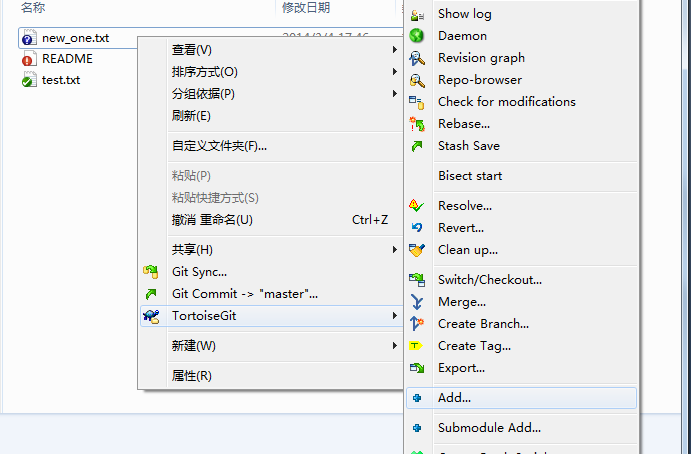 名称
修改日期
new_one.txt
README
test.txt
查看(V)
排序方式(O)
分组依据(P)
刷新(E)
自定义文件夹(F)...
粘贴(P)
粘贴快捷方式(S)
撤消 重命名(U) Ctrl+Z
共享(H)
Git Sync...
Git Commit -> "master"...
TortoiseGit
新建(W)
属性(R)
Show log
Daemon
Revision graph
Repo-browser
Check for modifications
Rebase...
Stash Save
Bisect start
Resolve...
Revert...
Clean up...
Switch/Checkout...
Merge...
Create Branch...
Create Tag...
Export...
Add...
Submodule Add...